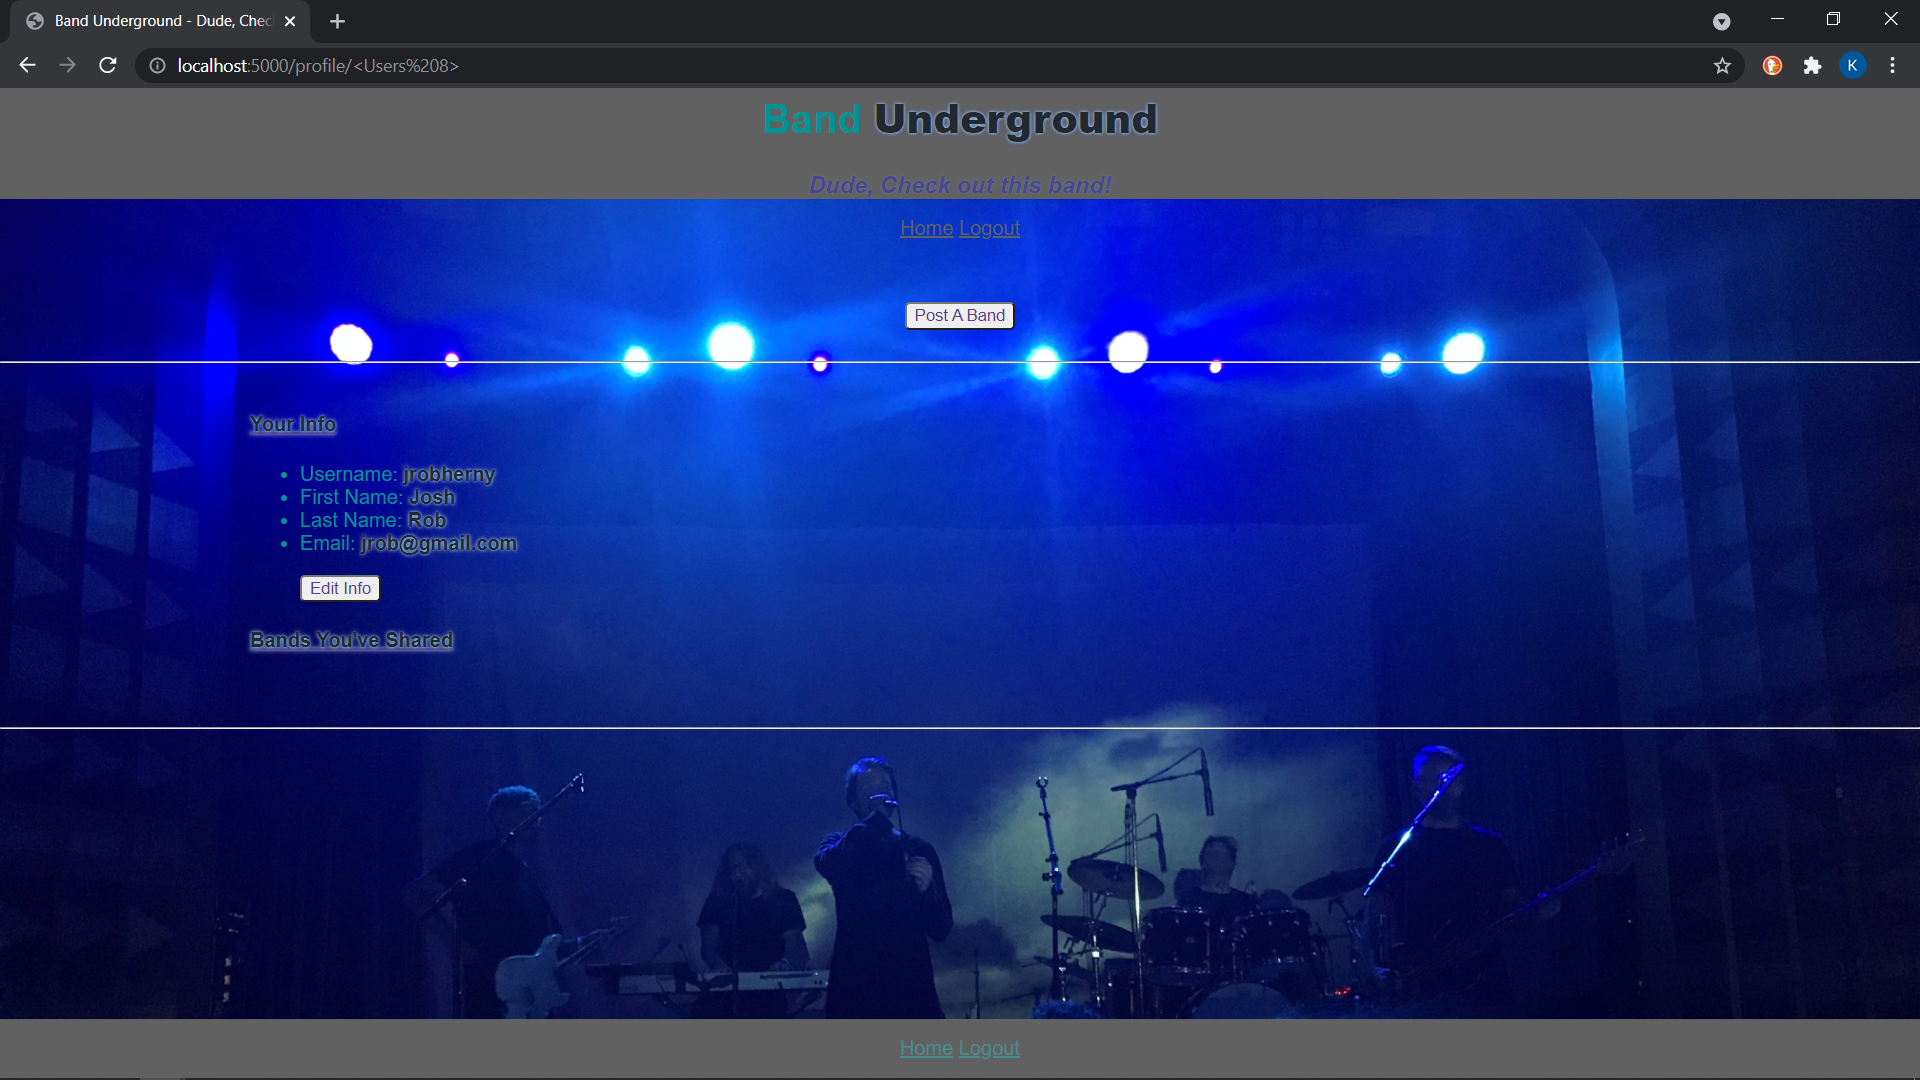 Band Underground - Dude, Chec
localhost:5000/profile/<Users%208>
K
Band Underground
Dude, Check out this band!
Home Logout
Post A Band
Your Info
• Username: jrobherny
• First Name: Josh
• Last Name: Rob
• Email: jrob@gmail.com
Edit Info
Bands You've Shared
Home Logout